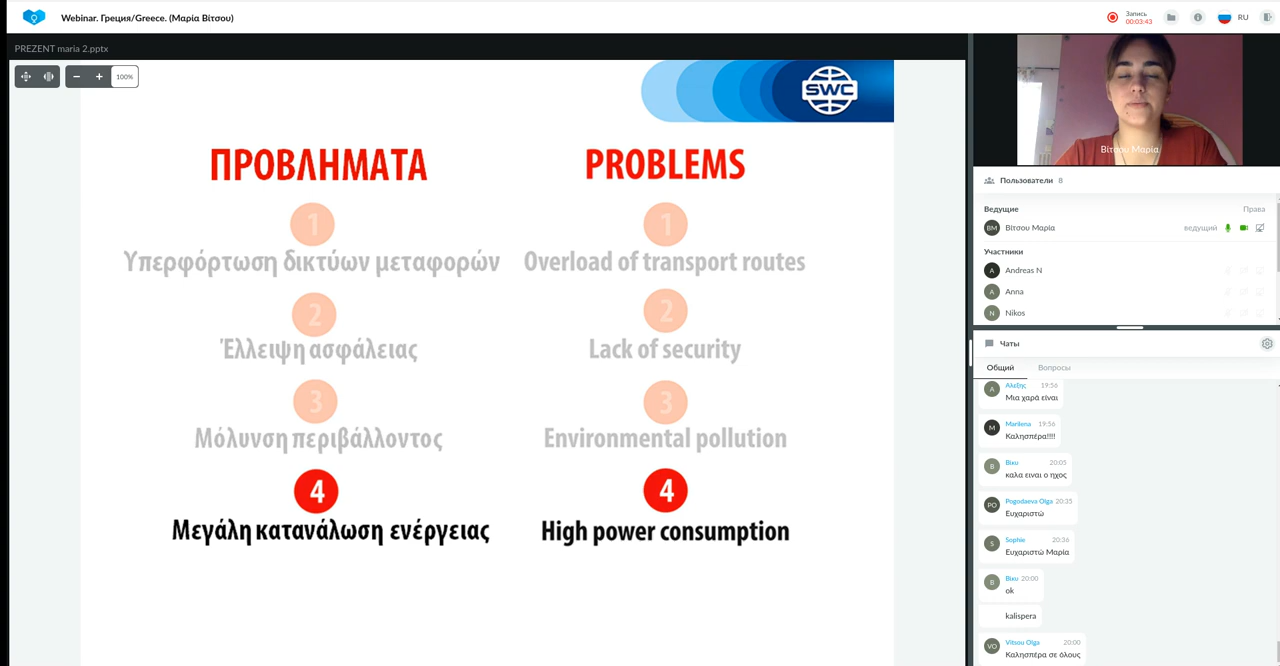 Webinar. Греция/Greece. (Марία Вίτσου)
Запись
00:03:43
RU
PREZENT maria 2.pptx
100%
SWC
ΠΡΟΒΛΗΜΑΤΑ
PROBLEMS
1
1
Υπερφόρτωση δικτύων μεταφορών
Overload of transport routes
2
2
Έλλειψη ασφάλειας
Lack of security
3
3
Μόλυνση περιβάλλοντος
Environmental pollution
4
4
Μεγάλη κατανάλωση ενέργειας
High power consumption
Βίτσου Μαρία
Пользователи 8
Ведущие
Права
ВМ
Βίτσου Μαρία
ведущий
Участники
A
Andreas N
A
Anna
N
Nikos
Чаты
Общий
Вопросы
A
Αλεξης 19:56
Μια χαρά είναι
M
Marilena 19:56
Καλησπέρα!!!!
B
Bixu 20:05
καλα ειναι ο ηχος
PO
Pogodaeva Olga 20:35
Ευχαριστώ
S
Sophie 20:36
Ευχαριστώ Μαρία
B
Bixu 20:00
ok
kalispera
VO
Vitsou Olga 20:00
Καλησπέρα σε όλους